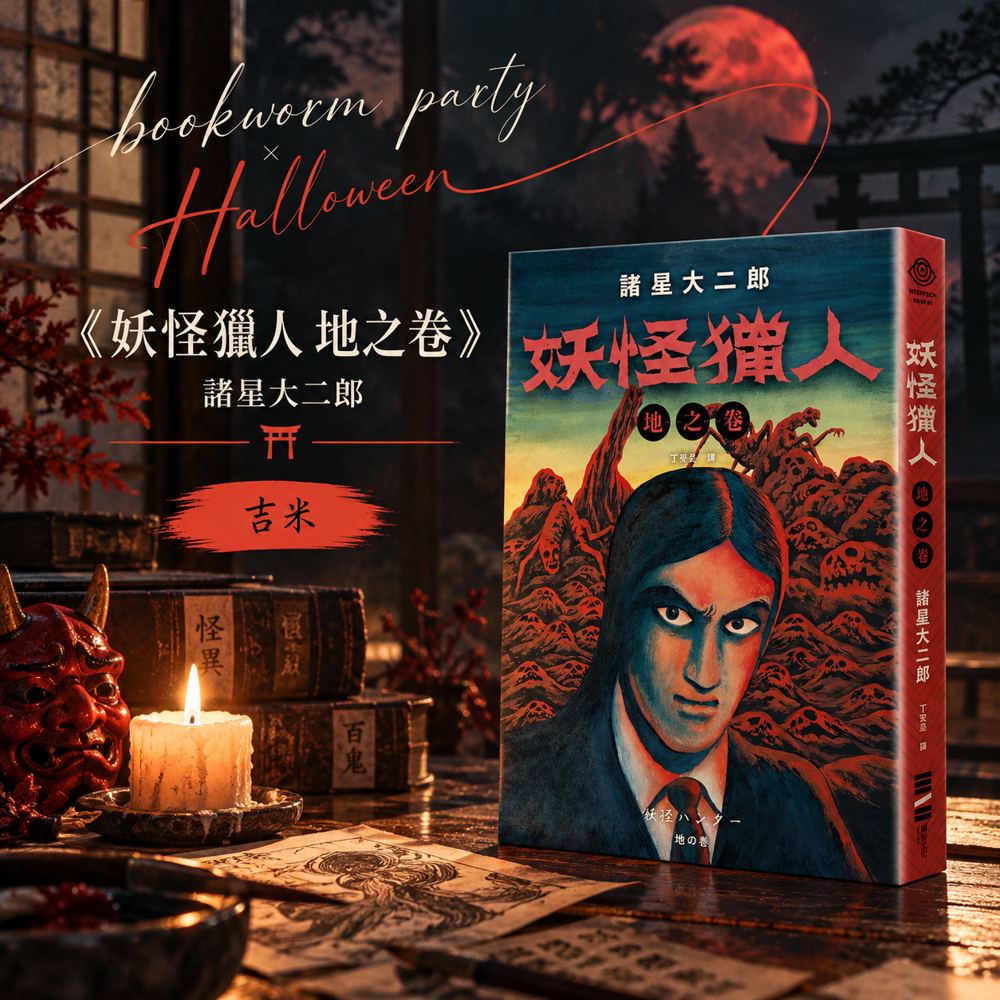 bookworm party
×
Halloween
《妖怪獵人 地之卷》
諸星大二郎
吉米
諸星大二郎
妖怪獵人
地之卷
妖怪ハンター
地の巻
妖怪獵人
地之卷
諸星大二郎
怪異
百鬼